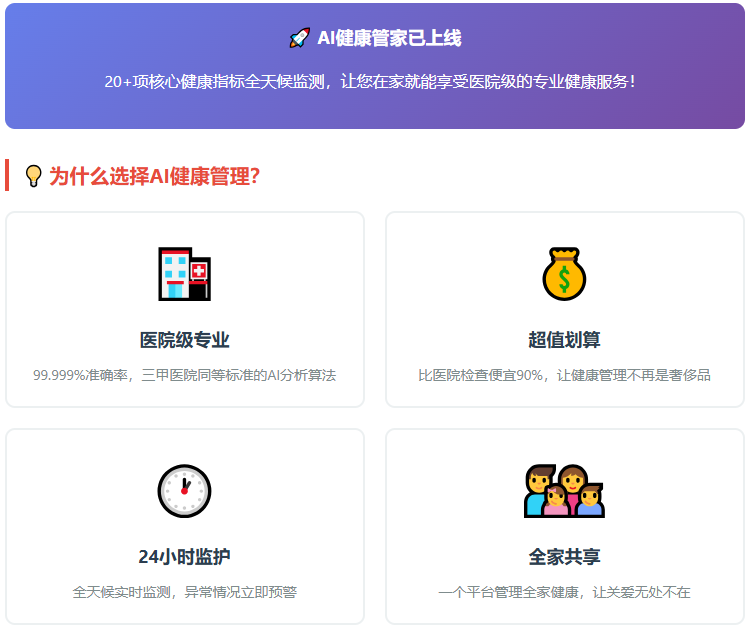 🚀 AI健康管家已上线
20+项核心健康指标全天候监测，让您在家就能享受医院级的专业健康服务！
💡 为什么选择AI健康管理?
医院级专业
99.999%准确率，三甲医院同等标准的AI分析算法
超值划算
比医院检查便宜90%，让健康管理不再是奢侈品
24小时监护
全天候实时监测，异常情况立即预警
全家共享
一个平台管理全家健康，让关爱无处不在